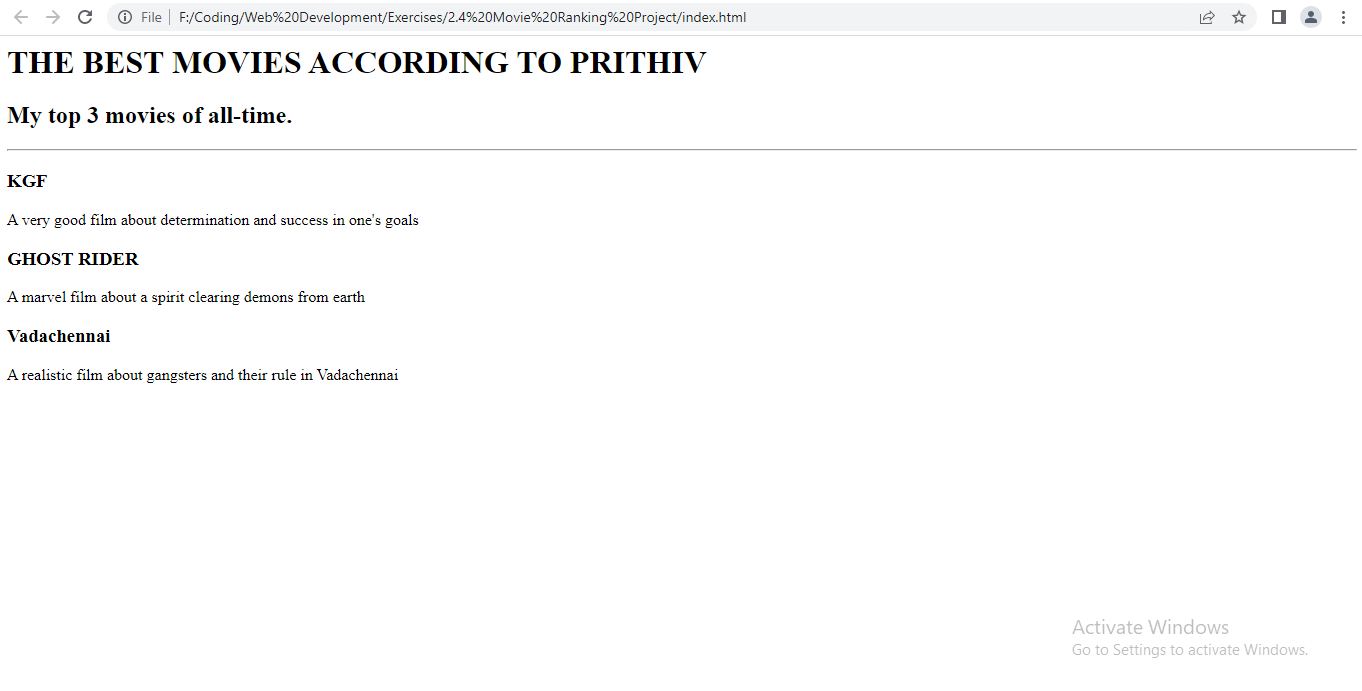 File F:/Coding/Web%20Development/Exercises/2.4%20Movie%20Ranking%20Project/index.html
THE BEST MOVIES ACCORDING TO PRITHIV
My top 3 movies of all-time.
KGF
A very good film about determination and success in one's goals
GHOST RIDER
A marvel film about a spirit clearing demons from earth
Vadachennai
A realistic film about gangsters and their rule in Vadachennai
Activate Windows
Go to Settings to activate Windows.